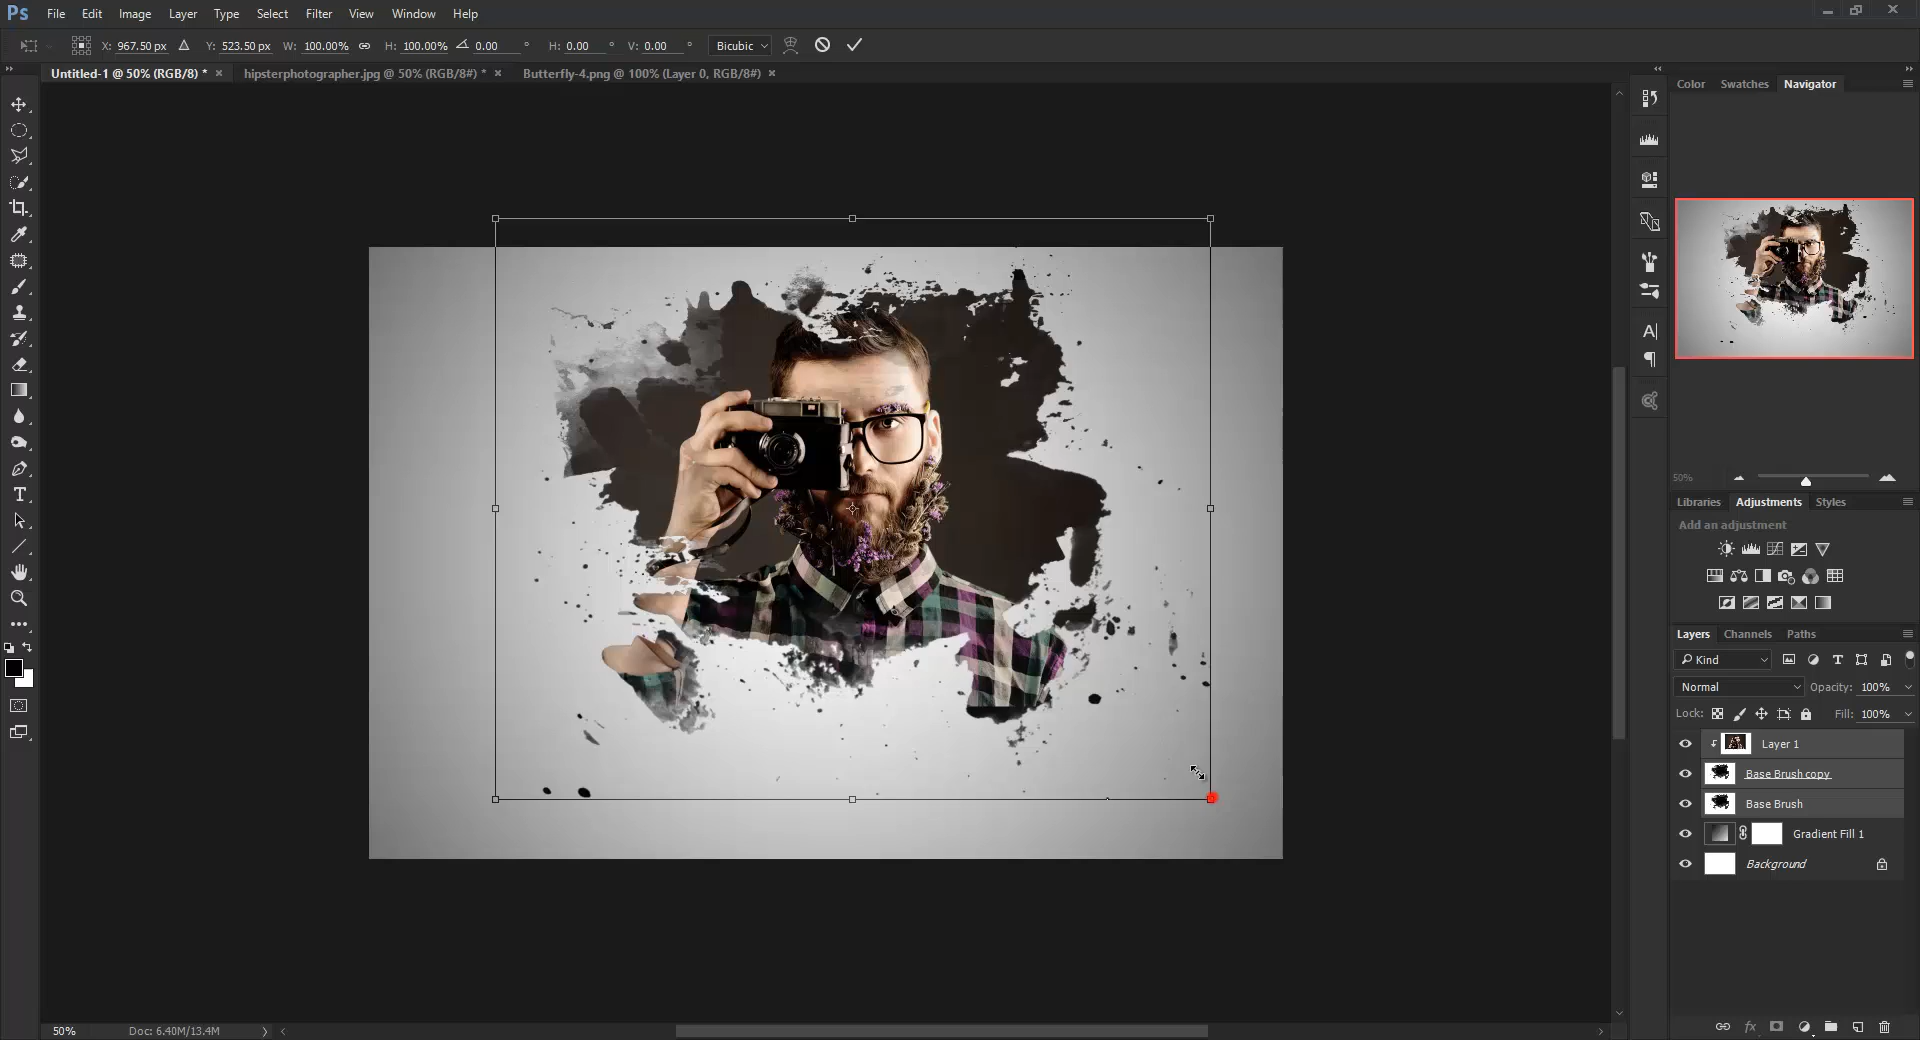 Ps File Edit Image Layer Type Select Filter View Window Help
X: 967.50 px Y: 523.50 px W: 100.00% H: 100.00% 0.00 ° H: 0.00 ° V: 0.00 ° Bicubic
Untitled-1 @ 50% (RGB/8) * × hipsterphotographer.jpg @ 50% (RGB/8#) * × Butterfly-4.png @ 100% (Layer 0, RGB/8#) ×
Color Swatches Navigator
50%
Libraries Adjustments Styles
Add an adjustment
Layers Channels Paths
Kind
Normal Opacity: 100%
Lock: Fill: 100%
Layer 1
Base Brush copy
Base Brush
Gradient Fill 1
Background
fx
50% Doc: 6.40M/13.4M